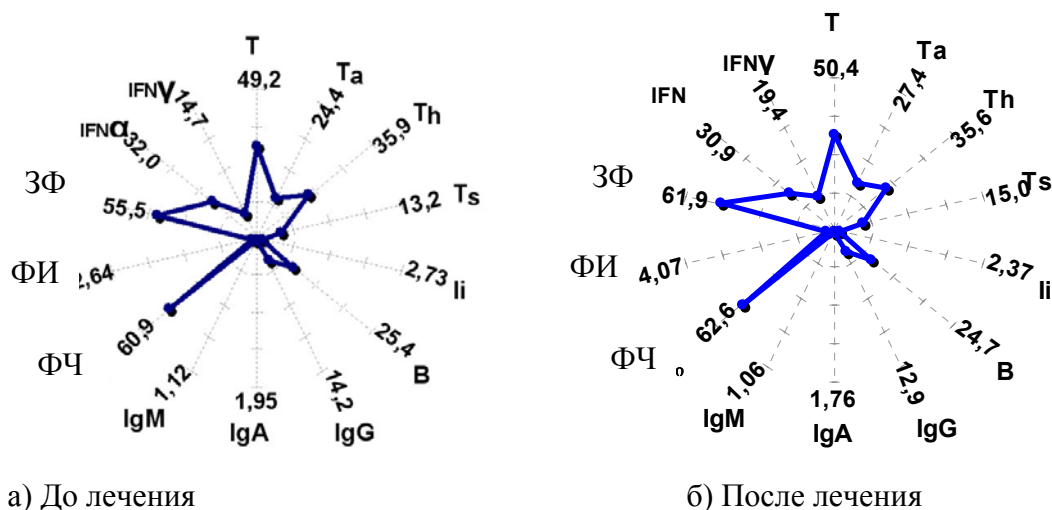 T
49,2
Ta
24,4
Th
35,9
Ts
13,2
2,73
Ii
25,4
B
14,2
IgG
1,95
IgA
1,12
IgM
60,9
ФЧ
2,64
ФИ
55,5
ЗФ
32,0
IFNα
14,7
IFNγ
а) До лечения
T
50,4
Ta
27,4
Th
35,6
Ts
15,0
2,37
Ii
24,7
B
12,9
IgG
1,76
IgA
1,06
62,6
ФЧ
4,07
ФИ
61,9
ЗФ
30,9
IFN
19,4
IFNγ
б) После лечения